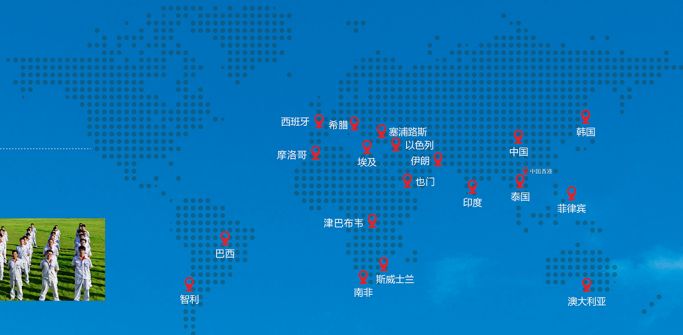 西班牙
希腊
塞浦路斯
以色列
韩国
中国
摩洛哥
埃及
伊朗
中国香港
也门
印度
泰国
菲律宾
津巴布韦
巴西
斯威士兰
南非
智利
澳大利亚